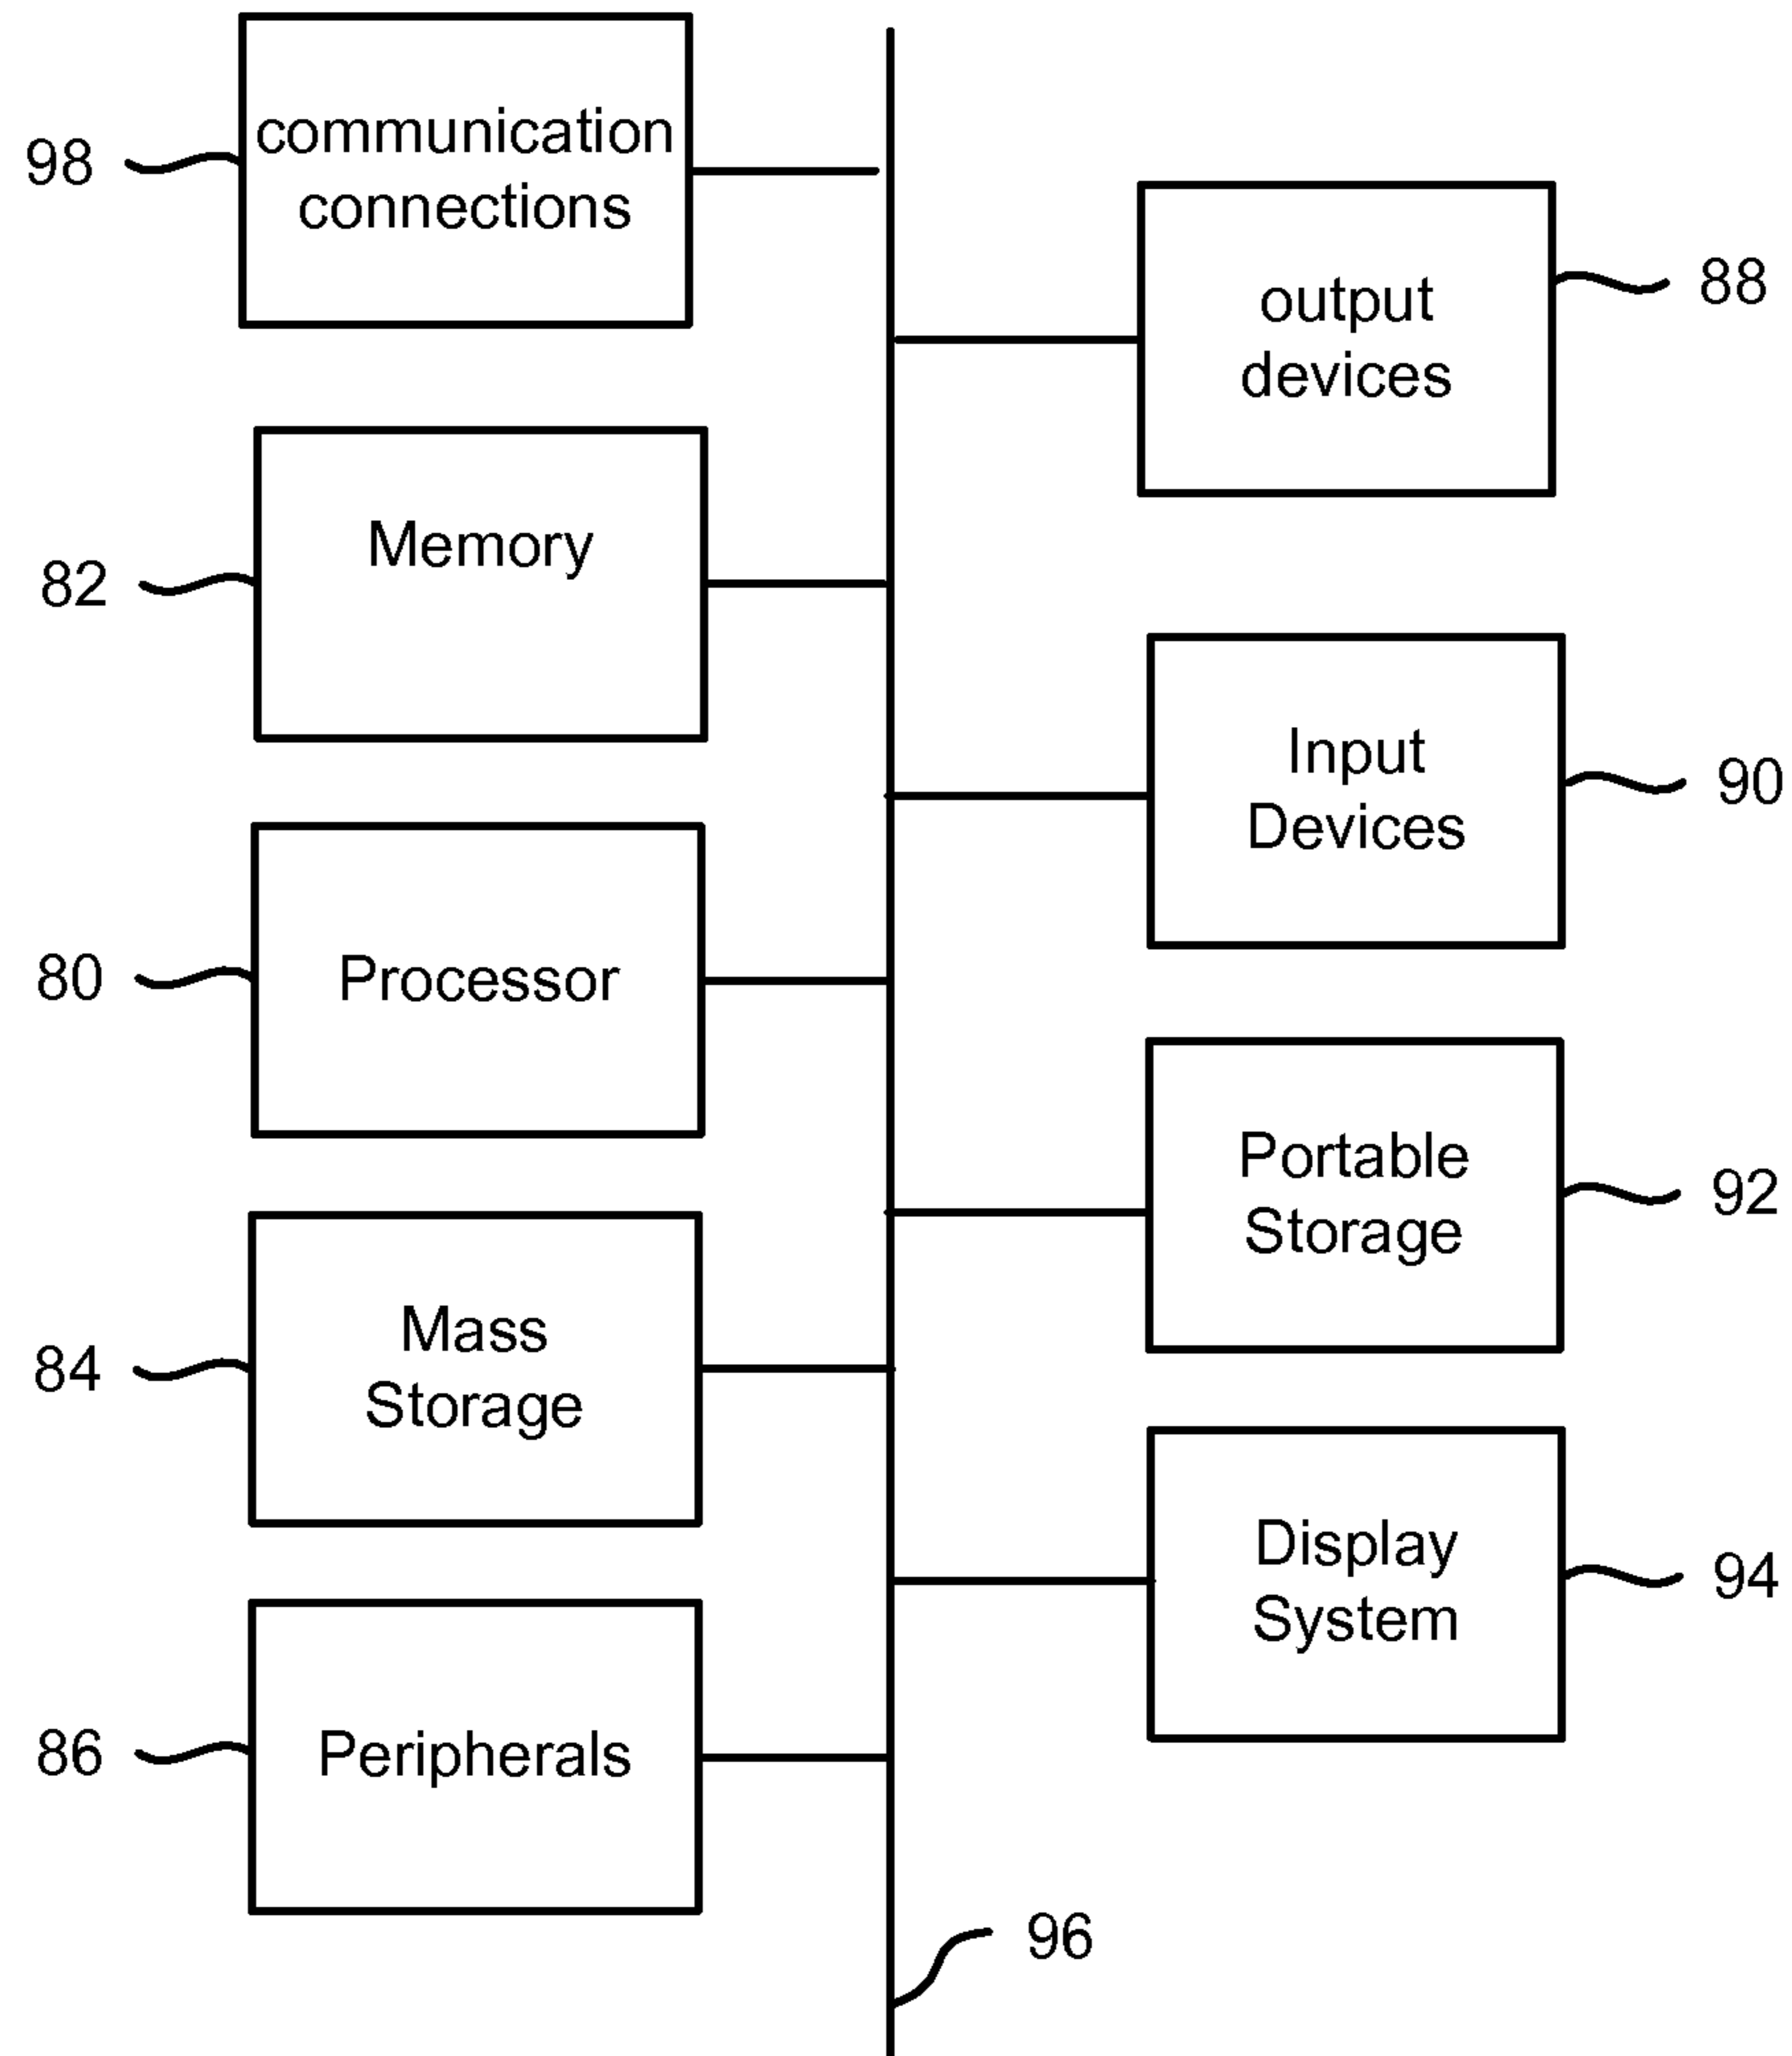 98
communication
connections
output
devices
88
82
Memory
Input
Devices
90
80
Processor
Portable
Storage
92
84
Mass
Storage
Display
System
94
86
Peripherals
96